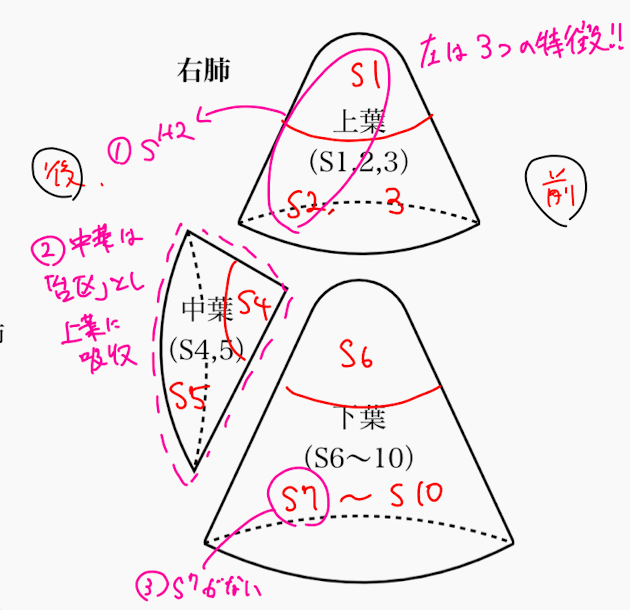 左は3つの特徴!!
右肺
S1
上葉
(S1,2,3)
S2, 3
① S1+2
後
前
② 中葉は
「舌区」とし
上葉に
吸収
中葉
(S4,5)
S4
S5
S6
下葉
(S6〜10)
S7 〜 S10
③ S7がない